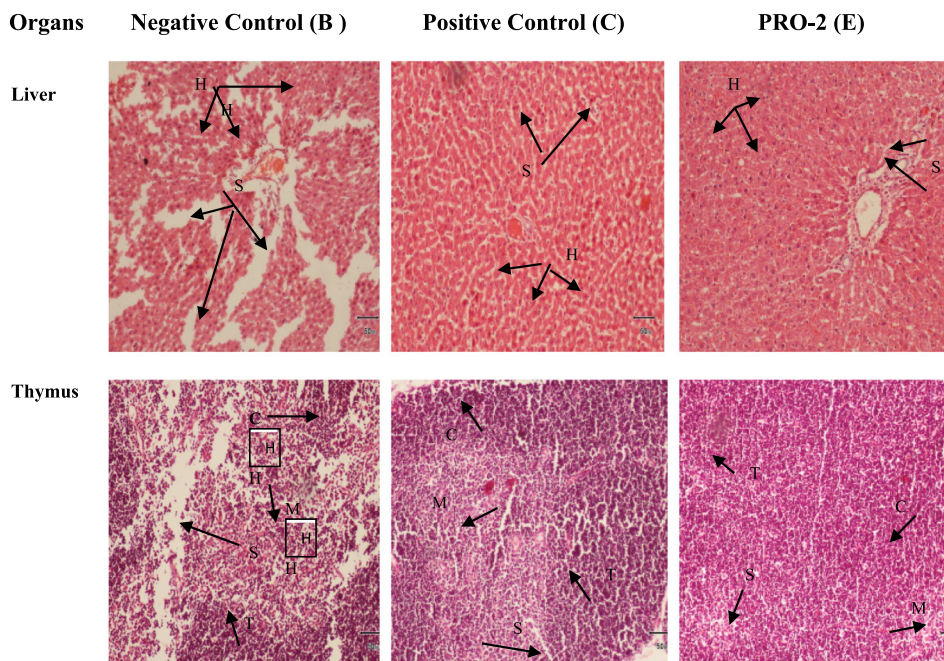 Organs Negative Control (B ) Positive Control (C) PRO-2 (E)
Liver
H
H
S
S
H
H
S
Thymus
C
H
H
M
H
H
S
T
C
M
T
S
T
C
S
M